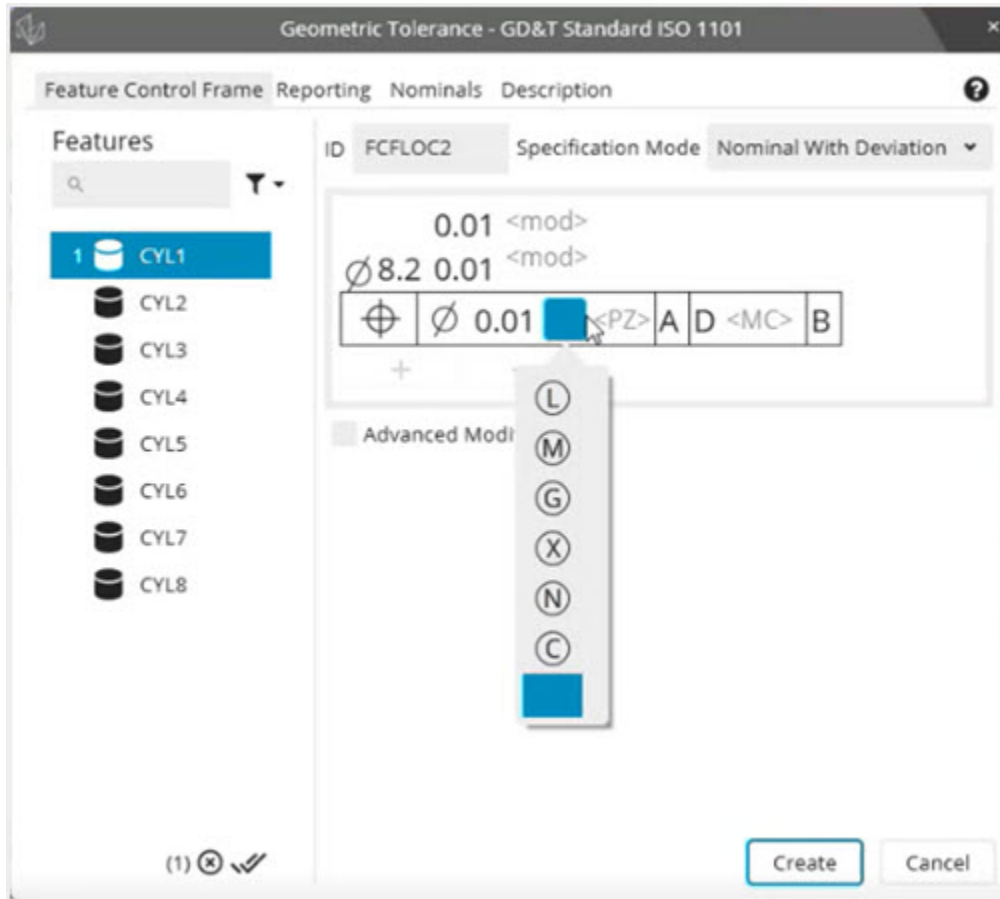 Geometric Tolerance - GD&T Standard ISO 1101 ×
Feature Control Frame Reporting Nominals Description ?
Features
ID FCFLOC2 Specification Mode Nominal With Deviation
0.01 <mod>
⌀8.2 0.01 <mod>
⌖ ⌀ 0.01 <PZ> A D <MC> B
+
Ⓛ
Advanced Modi
Ⓜ
Ⓖ
Ⓧ
Ⓝ
Ⓒ
1 CYL1
CYL2
CYL3
CYL4
CYL5
CYL6
CYL7
CYL8
(1)
Create Cancel